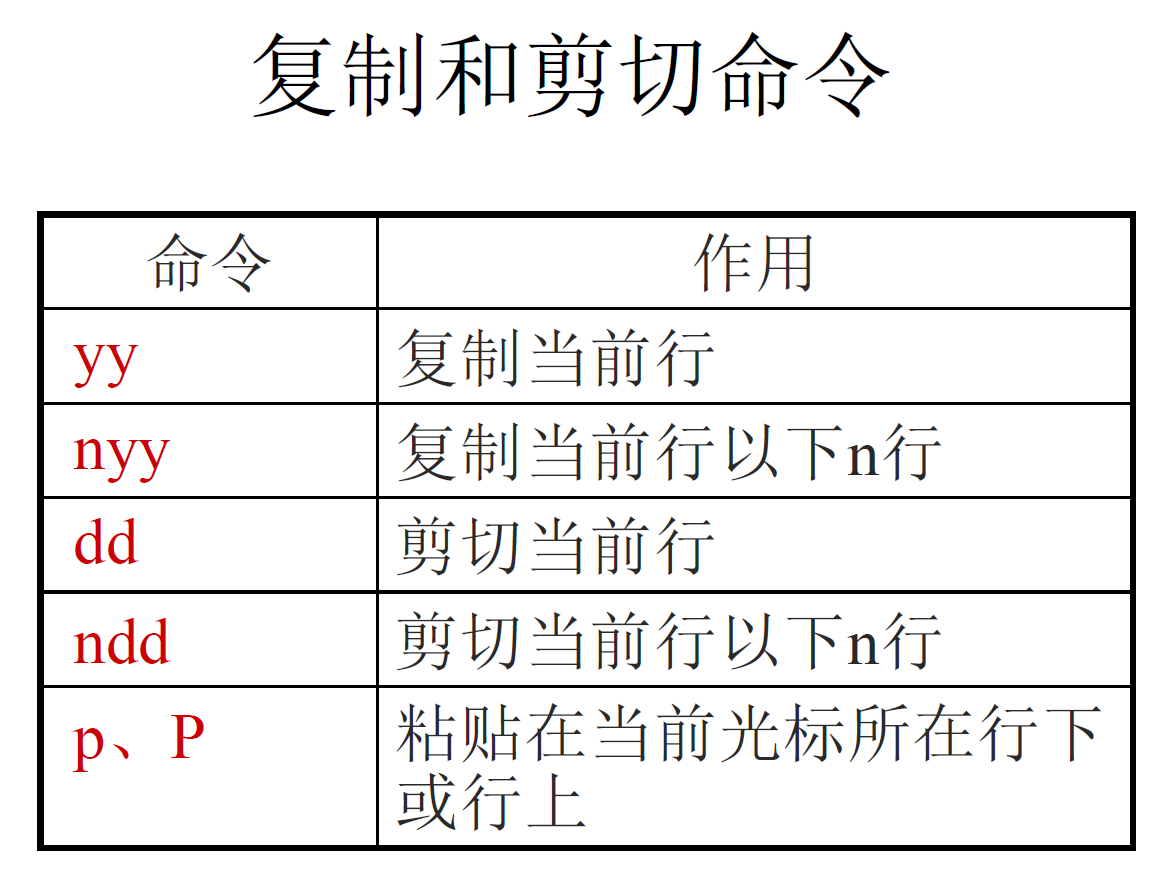 复制和剪切命令
命令 作用
yy 复制当前行
nyy 复制当前行以下n行
dd 剪切当前行
ndd 剪切当前行以下n行
p、P 粘贴在当前光标所在行下
或行上